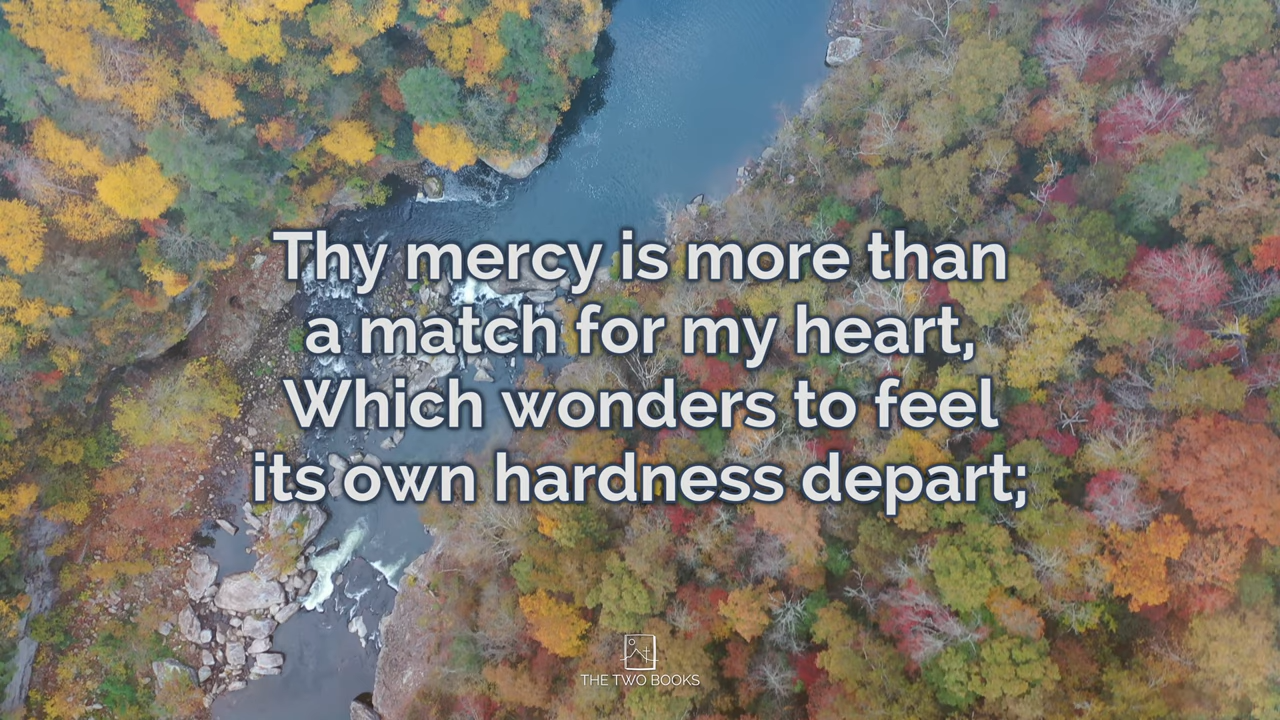 Thy mercy is more than
a match for my heart,
Which wonders to feel
its own hardness depart;
THE TWO BOOKS